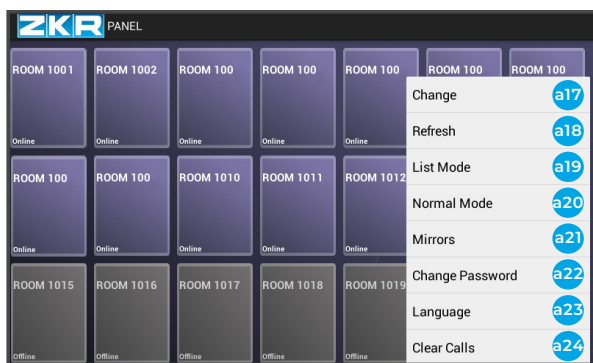 ZKR PANEL
ROOM 1001 ROOM 1002 ROOM 100 ROOM 100 ROOM 100 ROOM 100 ROOM 100
Change a17
Online Online Online Online Online
Refresh a18
ROOM 100 ROOM 100 ROOM 1010 ROOM 1011 ROOM 1012
List Mode a19
Normal Mode a20
Mirrors a21
Online Online Online Online Online
Change Password a22
ROOM 1015 ROOM 1016 ROOM 1017 ROOM 1018 ROOM 1019
Language a23
Clear Calls a24
Offline Offline Offline Offline Offline